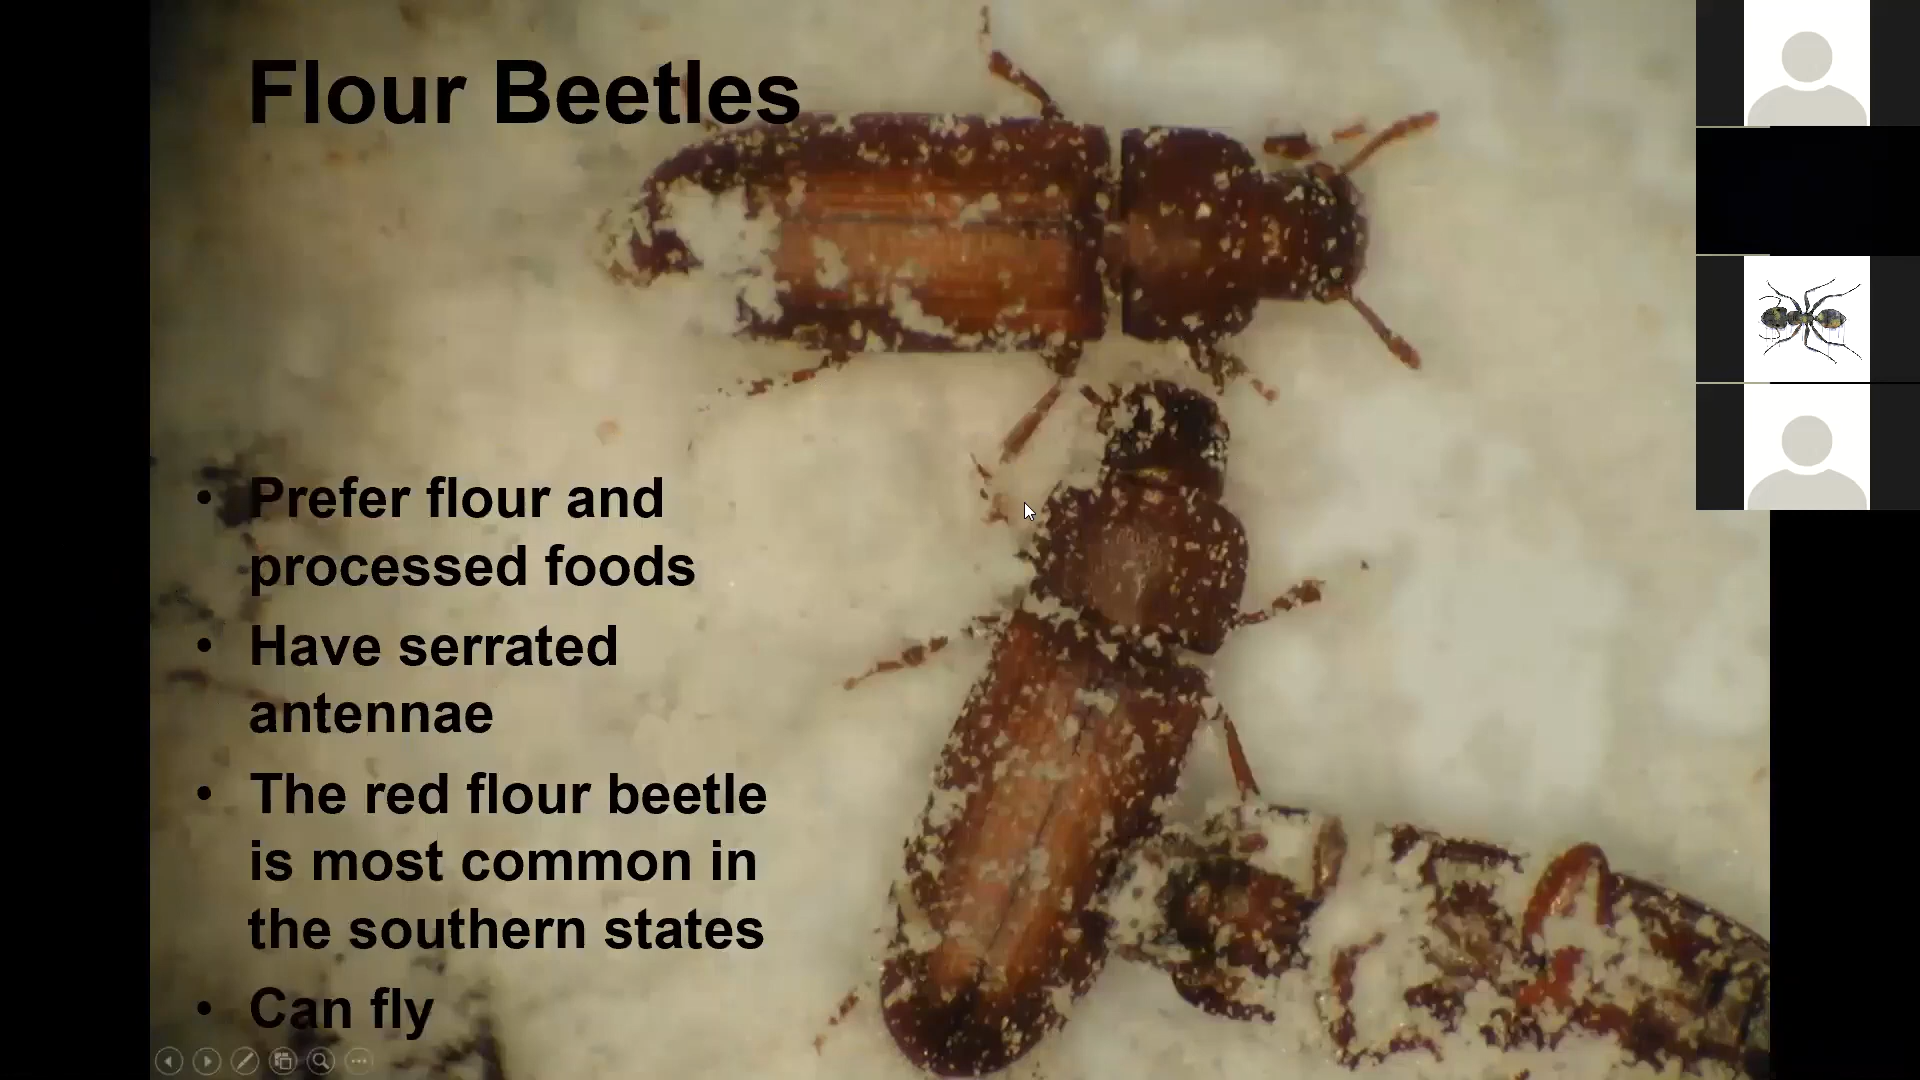 Flour Beetles
• Prefer flour and
processed foods
• Have serrated
antennae
• The red flour beetle
is most common in
the southern states
• Can fly